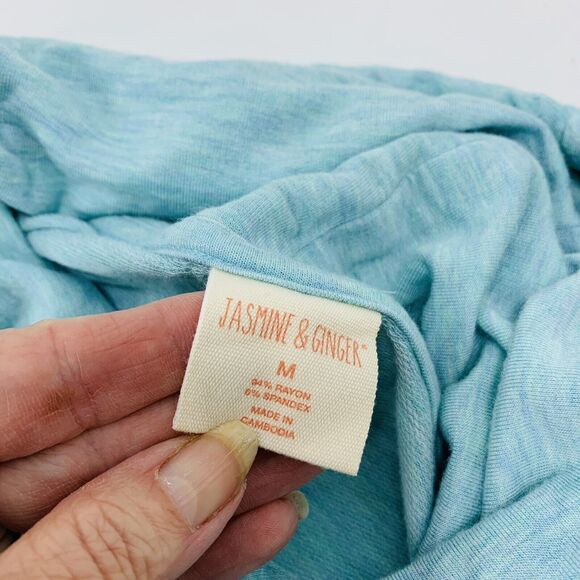 JASMINE & GINGER®
M
94% RAYON
6% SPANDEX
MADE IN
CAMBODIA